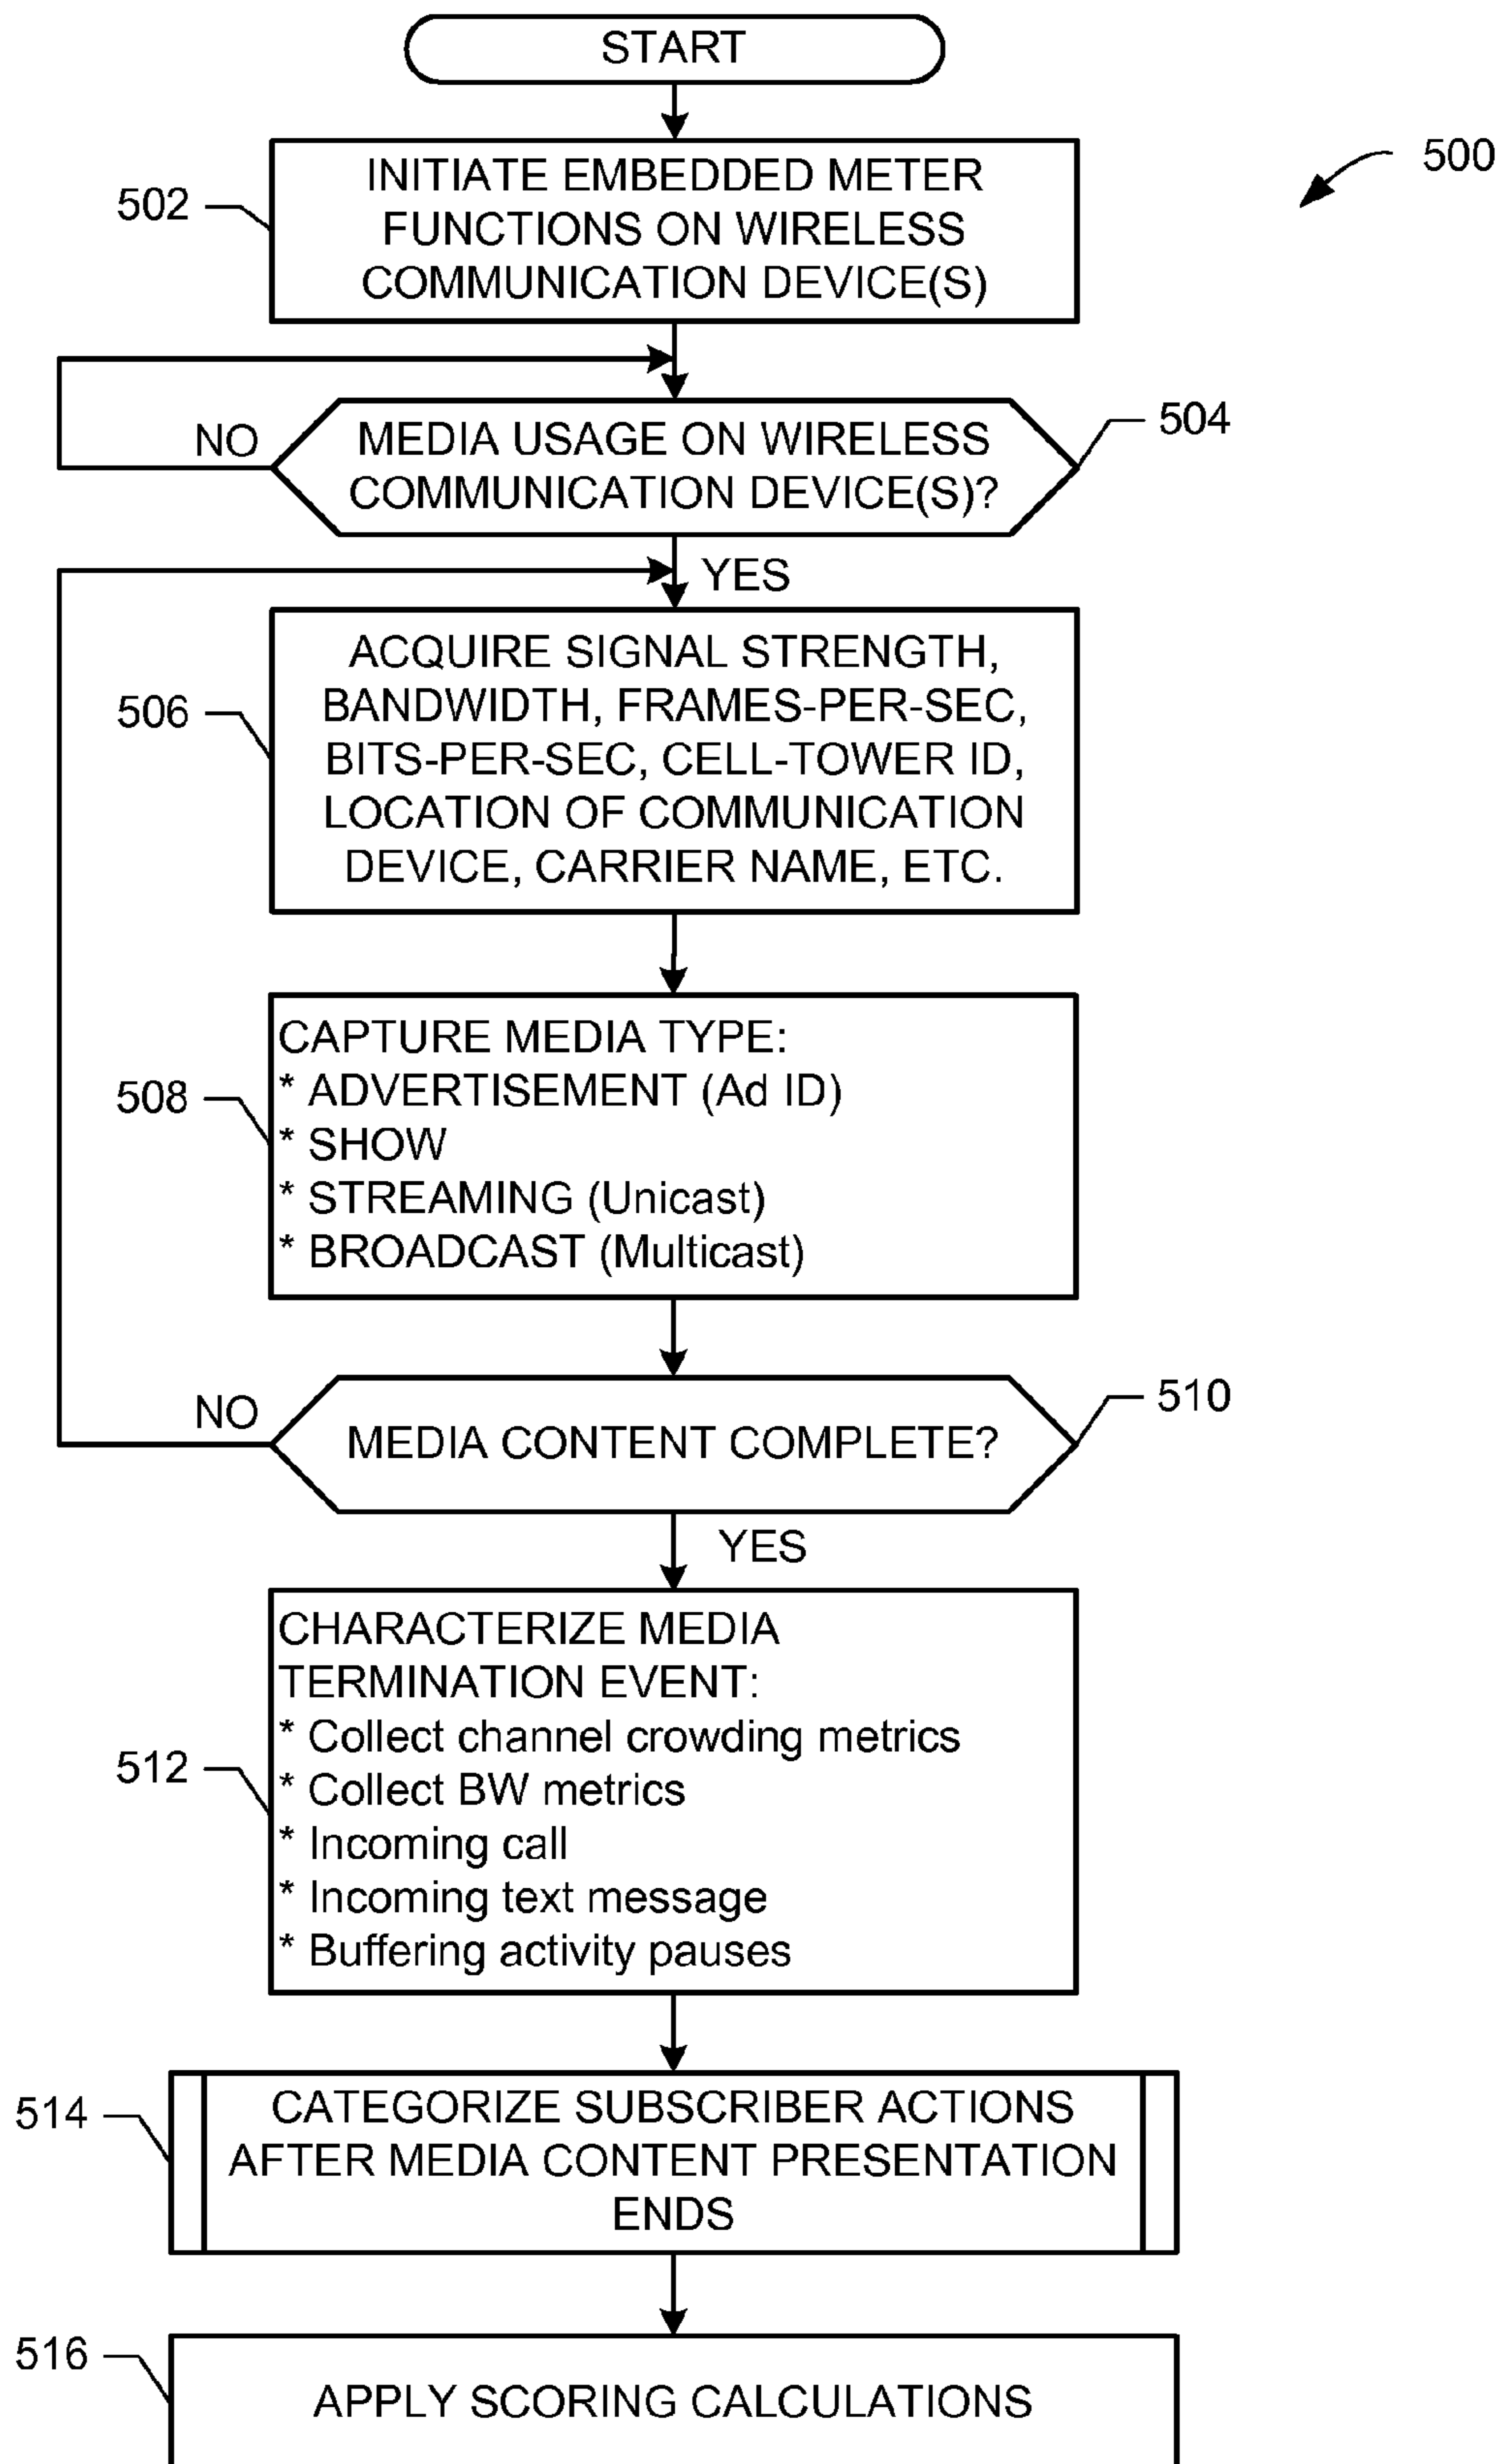 START
500
502
INITIATE EMBEDDED METER
FUNCTIONS ON WIRELESS
COMMUNICATION DEVICE(S)
504
NO
MEDIA USAGE ON WIRELESS
COMMUNICATION DEVICE(S)?
YES
506
ACQUIRE SIGNAL STRENGTH,
BANDWIDTH, FRAMES-PER-SEC,
BITS-PER-SEC, CELL-TOWER ID,
LOCATION OF COMMUNICATION
DEVICE, CARRIER NAME, ETC.
508
CAPTURE MEDIA TYPE:
* ADVERTISEMENT (Ad ID)
* SHOW
* STREAMING (Unicast)
* BROADCAST (Multicast)
510
NO
MEDIA CONTENT COMPLETE?
YES
512
CHARACTERIZE MEDIA
TERMINATION EVENT:
* Collect channel crowding metrics
* Collect BW metrics
* Incoming call
* Incoming text message
* Buffering activity pauses
514
CATEGORIZE SUBSCRIBER ACTIONS
AFTER MEDIA CONTENT PRESENTATION
ENDS
516
APPLY SCORING CALCULATIONS